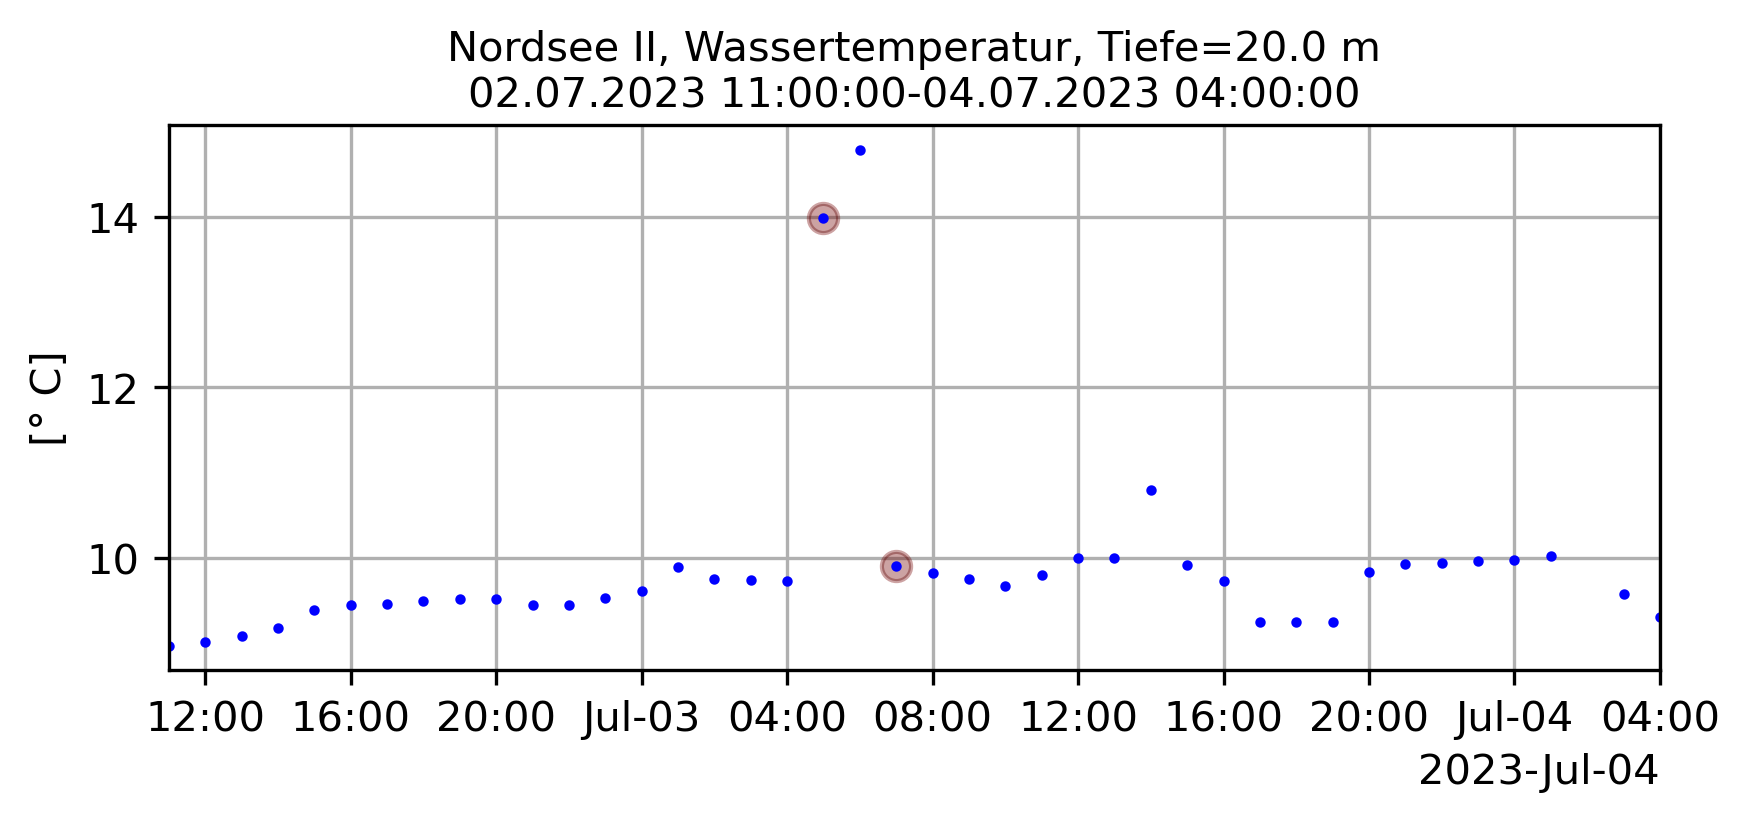 Nordsee II, Wassertemperatur, Tiefe=20.0 m
02.07.2023 11:00:00-04.07.2023 04:00:00
[° C]
14
12
10
12:00 16:00 20:00 Jul-03 04:00 08:00 12:00 16:00 20:00 Jul-04 04:00
2023-Jul-04